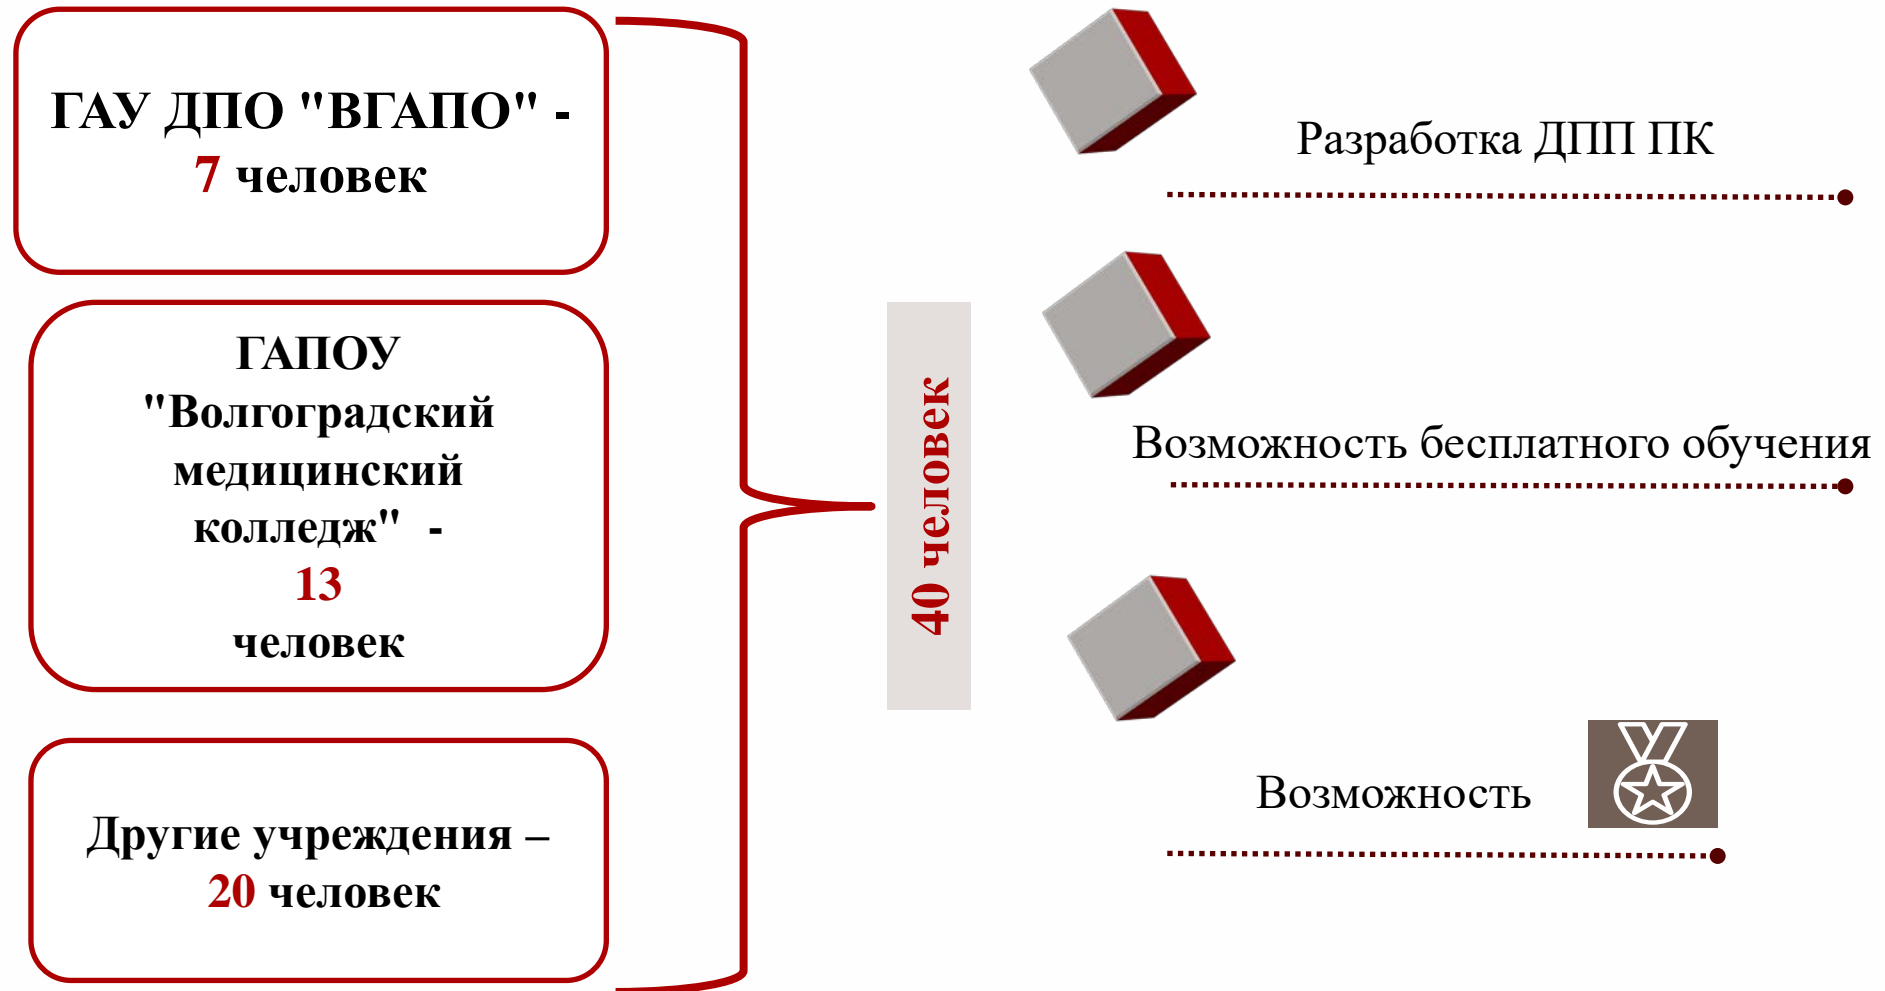 ГАУ ДПО "ВГАПО" -
7 человек
ГАПОУ
"Волгоградский
медицинский
колледж" -
13
человек
Другие учреждения –
20 человек
40 человек
Разработка ДПП ПК
Возможность бесплатного обучения
Возможность